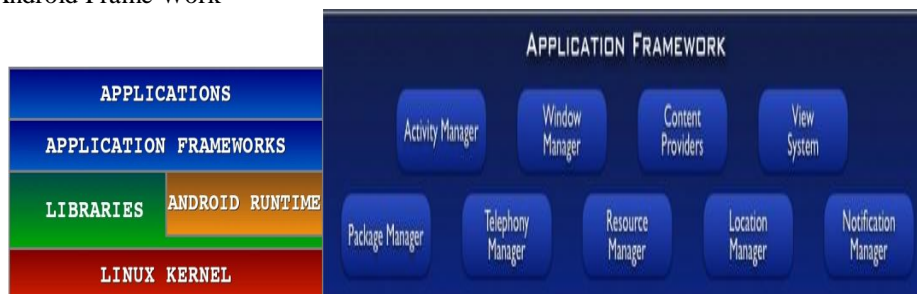 Android Frame Work
APPLICATIONS
APPLICATION FRAMEWORKS
LIBRARIES
ANDROID RUNTIME
LINUX KERNEL
APPLICATION FRAMEWORK
Activity Manager
Window
Manager
Content
Providers
View
System
Package Manager
Telephony
Manager
Resource
Manager
Location
Manager
Notification
Manager